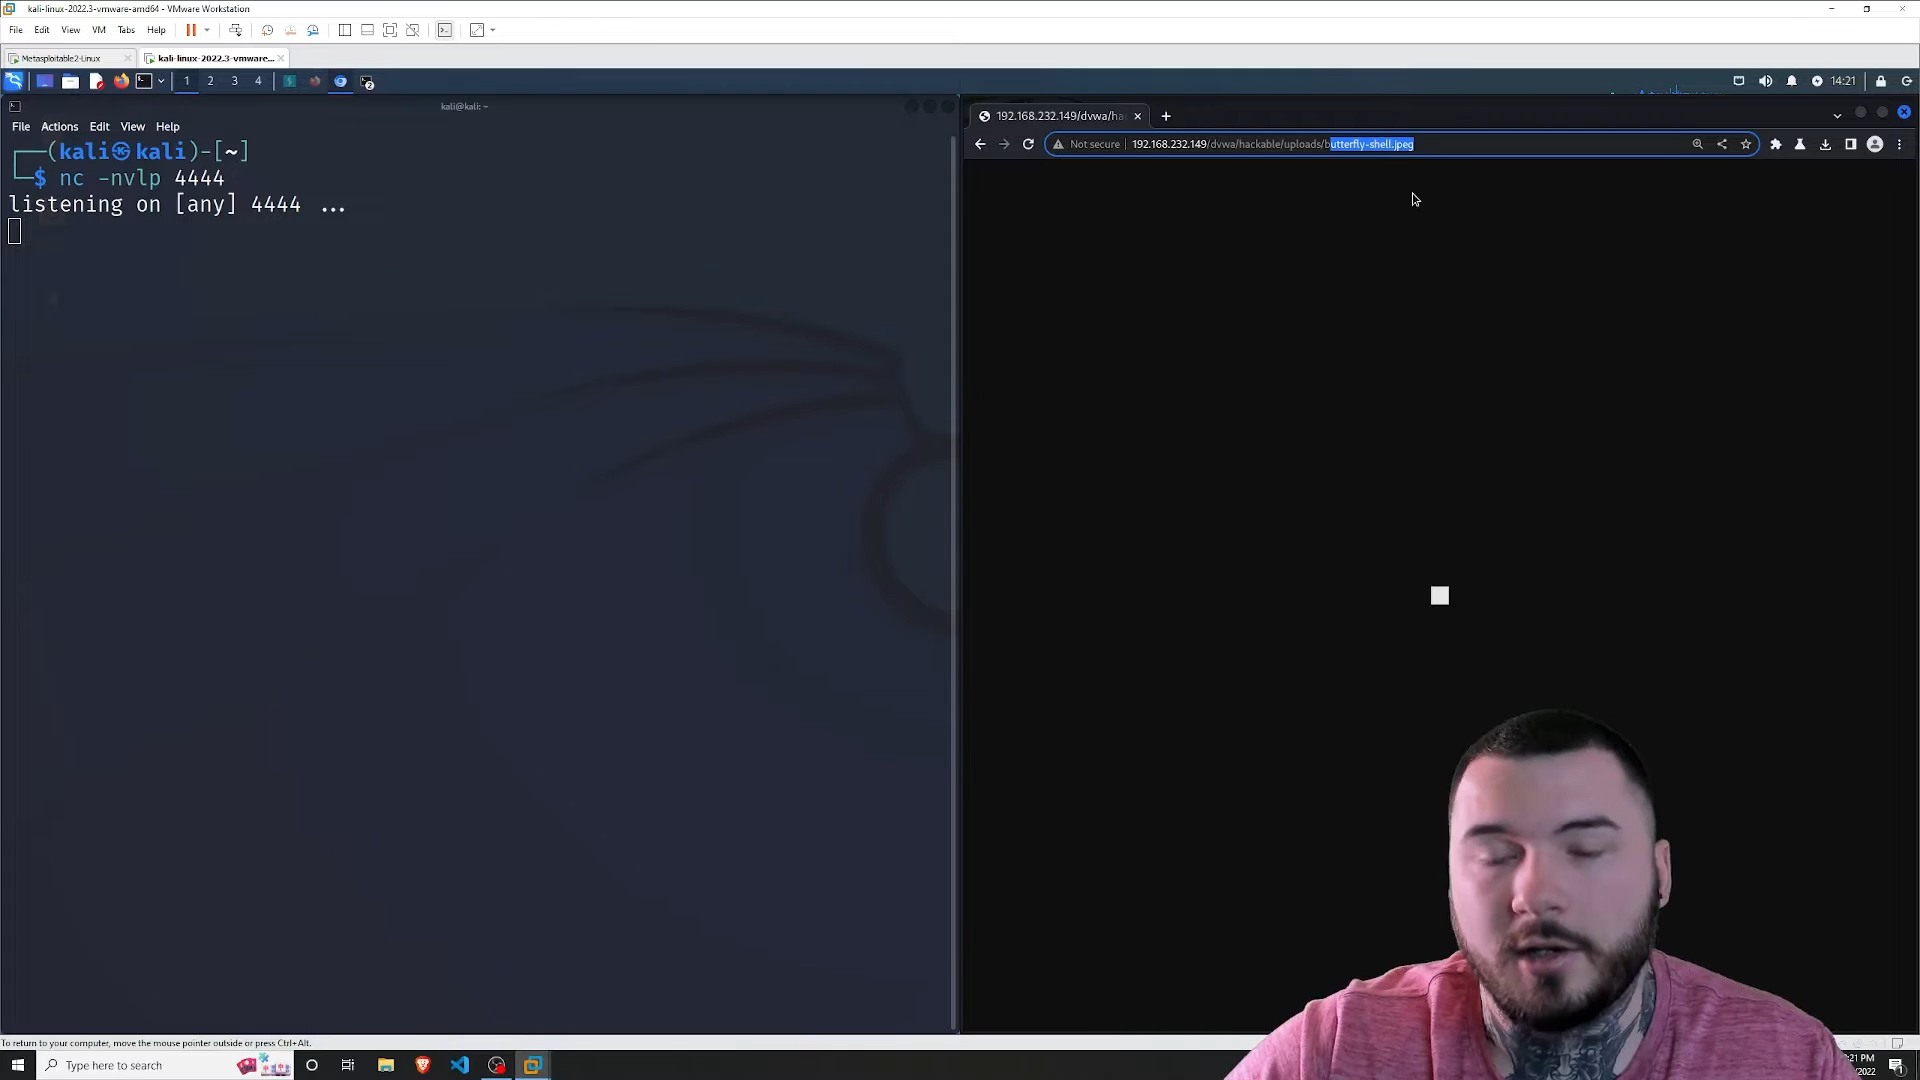 kali-linux-2022.3-vmware-amd64 - VMware Workstation
File Edit View VM Tabs Help
Metasploitable2-Linux
kali-linux-2022.3-vmware...
1 2 3 4
14:21
kali@kali: ~
File Actions Edit View Help
(kali㉿kali)-[~]
$ nc -nvlp 4444
listening on [any] 4444 ...
192.168.232.149/dvwa/ha
Not secure 192.168.232.149/dvwa/hackable/uploads/butterfly-shell.jpeg
To return to your computer, move the mouse pointer outside or press Ctrl+Alt.
Type here to search
:21 PM
/2022